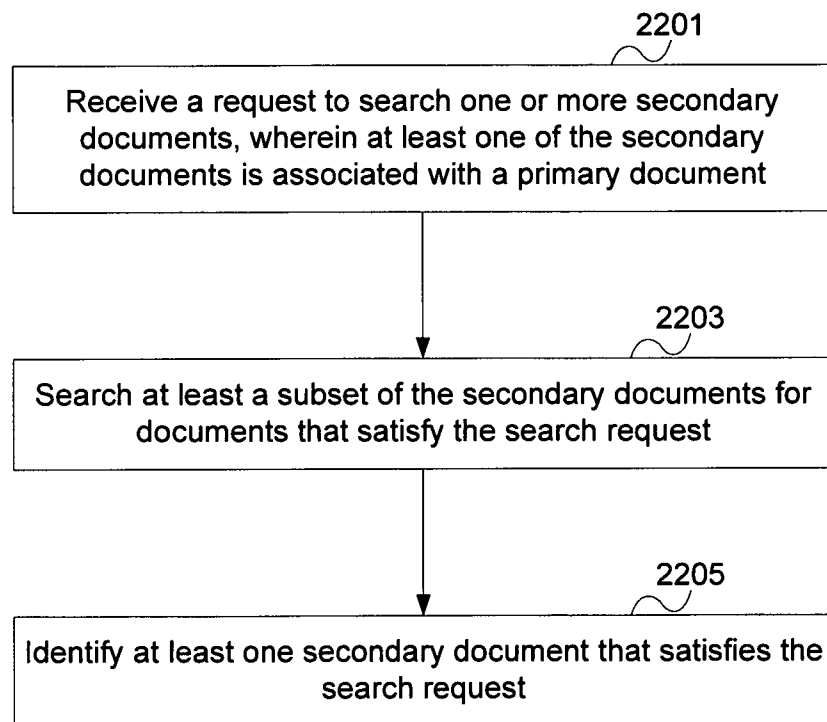 2201
Receive a request to search one or more secondary
documents, wherein at least one of the secondary
documents is associated with a primary document
2203
Search at least a subset of the secondary documents for
documents that satisfy the search request
2205
Identify at least one secondary document that satisfies the
search request